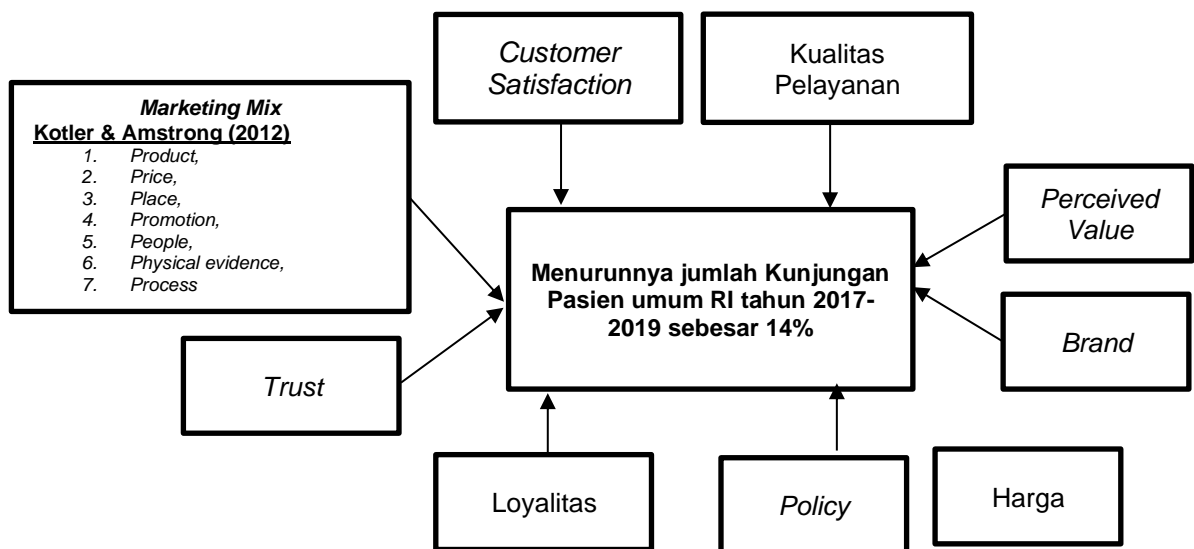 Customer
Satisfaction
Kualitas
Pelayanan
Marketing Mix
Kotler & Amstrong (2012)
1. Product,
2. Price,
3. Place,
4. Promotion,
5. People,
6. Physical evidence,
7. Process
Perceived
Value
Menurunnya jumlah Kunjungan
Pasien umum RI tahun 2017-
2019 sebesar 14%
Brand
Trust
Loyalitas
Policy
Harga